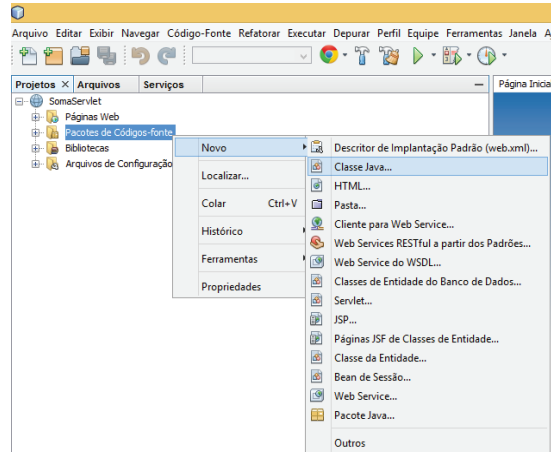 Arquivo Editar Exibir Navegar Código-Fonte Refatorar Executar Depurar Perfil Equipe Ferramentas Janela A
Projetos Arquivos Serviços
Página Inicia
SomaServlet
Páginas Web
Pacotes de Códigos-fonte
Bibliotecas
Arquivos de Configuração
Novo
Localizar...
Colar Ctrl+V
Histórico
Ferramentas
Propriedades
Descritor de Implantação Padrão (web.xml)...
Classe Java...
HTML...
Pasta...
Cliente para Web Service...
Web Services RESTful a partir dos Padrões...
Web Service do WSDL...
Classes de Entidade do Banco de Dados...
Servlet...
JSP...
Páginas JSF de Classes de Entidade...
Classe da Entidade...
Bean de Sessão...
Web Service...
Pacote Java...
Outros